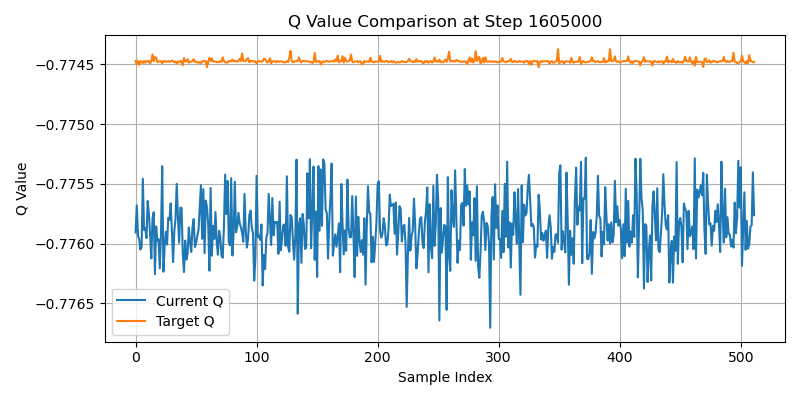 Q Value Comparison at Step 1605000
Q Value
−0.7745
−0.7750
−0.7755
−0.7760
−0.7765
Current Q
Target Q
0
100
200
300
400
500
Sample Index